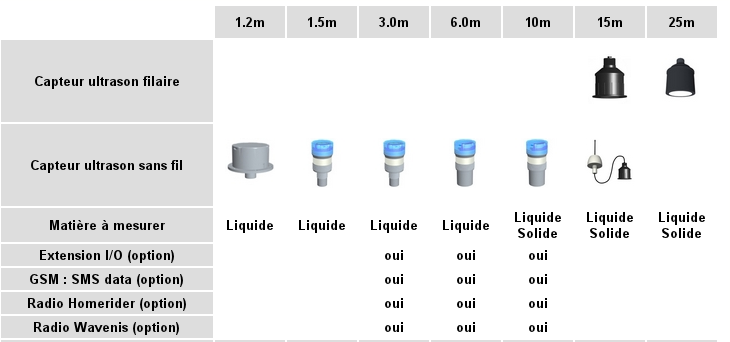 1.2m 1.5m 3.0m 6.0m 10m 15m 25m
Capteur ultrason filaire
Capteur ultrason sans fil
Matière à mesurer Liquide Liquide Liquide Liquide Liquide Solide Liquide Solide Liquide Solide
Extension I/O (option) oui oui oui
GSM : SMS data (option) oui oui oui
Radio Homerider (option) oui oui oui
Radio Wavenis (option) oui oui oui